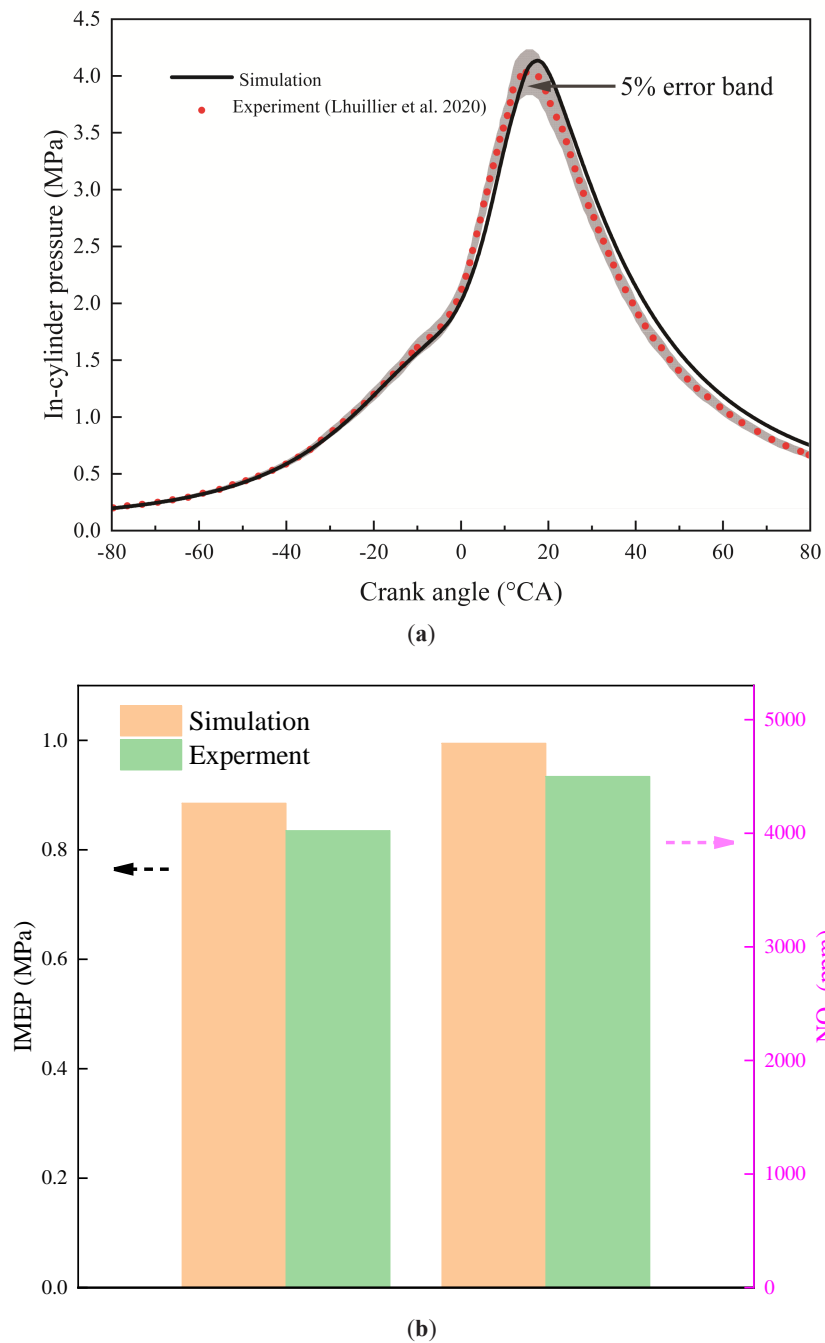 4.5
4.0
3.5
3.0
2.5
2.0
1.5
1.0
0.5
0.0
In-cylinder pressure (MPa)
Simulation
Experiment (Lhuillier et al. 2020)
5% error band
-80 -60 -40 -20 0 20 40 60 80
Crank angle (°CA)
(a)
Simulation
Experment
1.0
0.8
0.6
0.4
0.2
0.0
IMEP (MPa)
5000
4000
3000
2000
1000
0
(b)